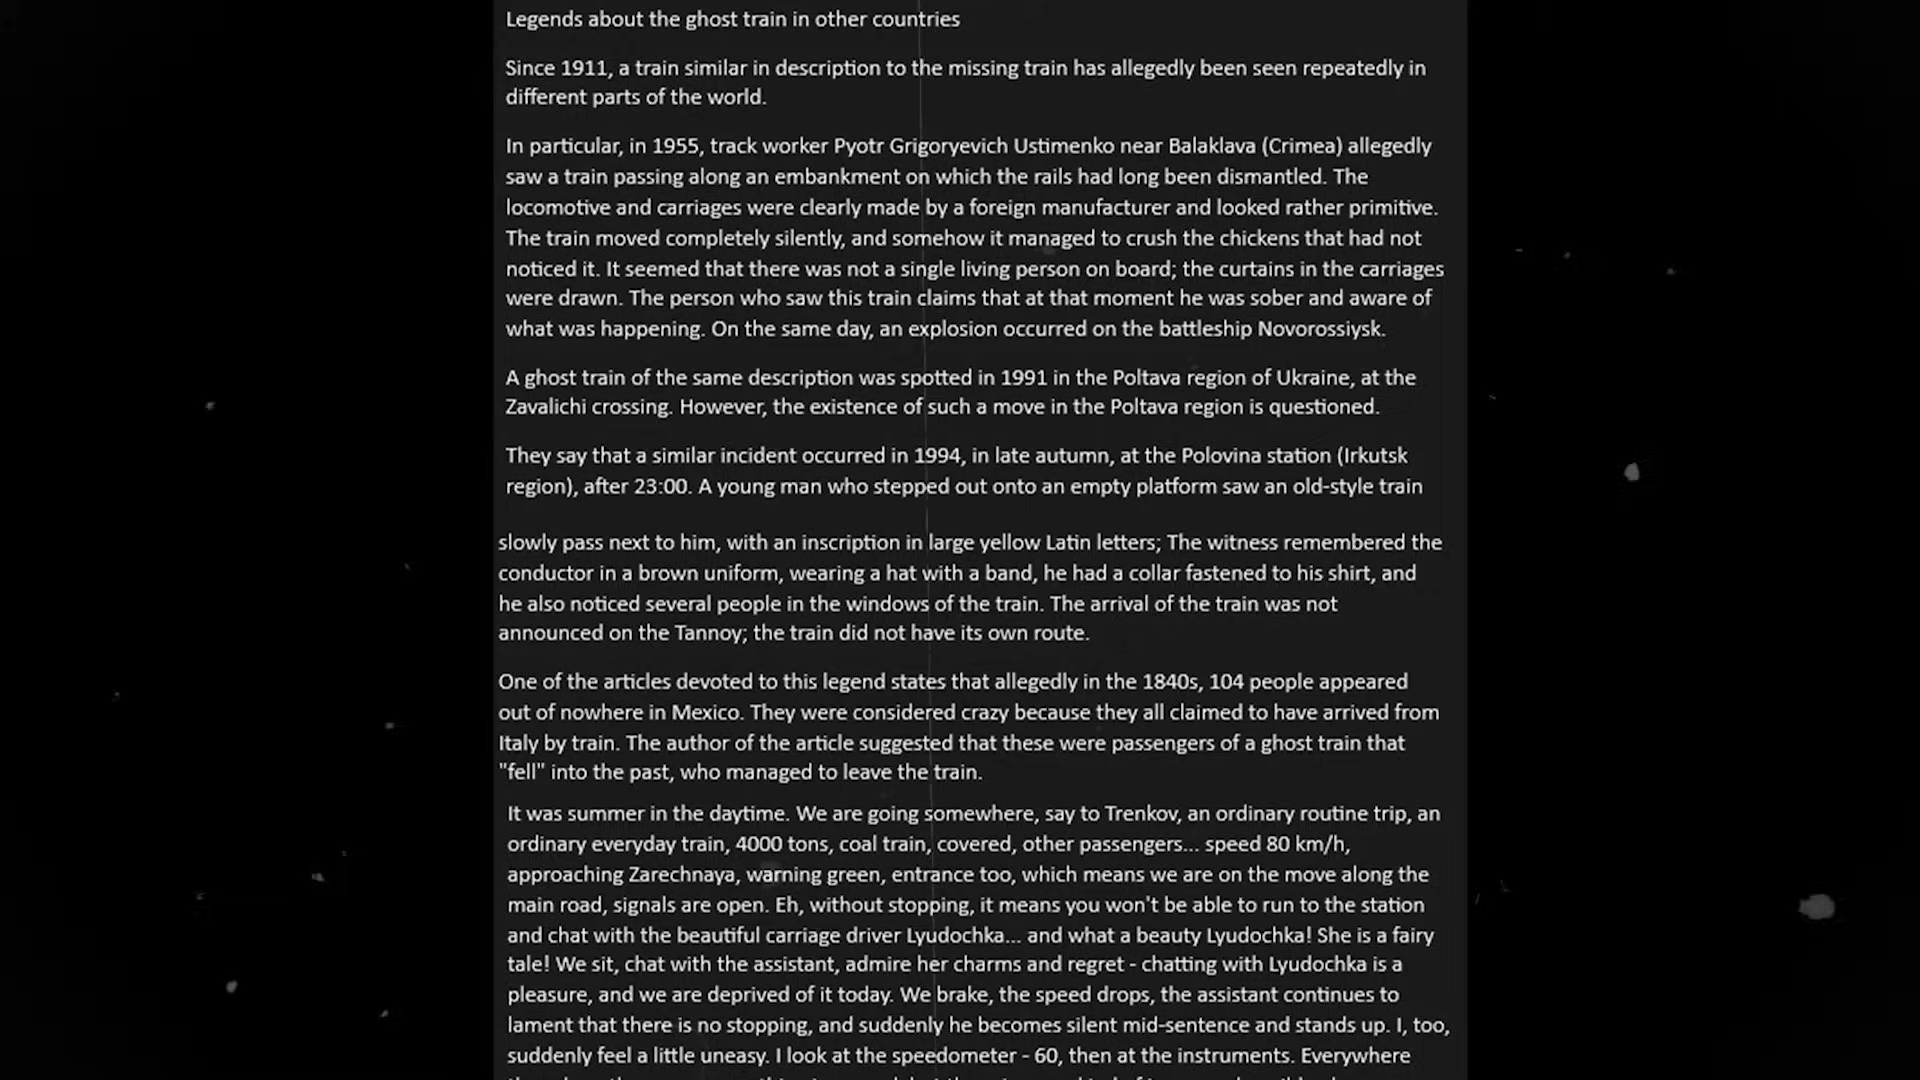 Legends about the ghost train in other countries
Since 1911, a train similar in description to the missing train has allegedly been seen repeatedly in
different parts of the world.
In particular, in 1955, track worker Pyotr Grigoryevich Ustimenko near Balaklava (Crimea) allegedly
saw a train passing along an embankment on which the rails had long been dismantled. The
locomotive and carriages were clearly made by a foreign manufacturer and looked rather primitive.
The train moved completely silently, and somehow it managed to crush the chickens that had not
noticed it. It seemed that there was not a single living person on board; the curtains in the carriages
were drawn. The person who saw this train claims that at that moment he was sober and aware of
what was happening. On the same day, an explosion occurred on the battleship Novorossiysk.
A ghost train of the same description was spotted in 1991 in the Poltava region of Ukraine, at the
Zavalichi crossing. However, the existence of such a move in the Poltava region is questioned.
They say that a similar incident occurred in 1994, in late autumn, at the Polovina station (Irkutsk
region), after 23:00. A young man who stepped out onto an empty platform saw an old-style train
slowly pass next to him, with an inscription in large yellow Latin letters; The witness remembered the
conductor in a brown uniform, wearing a hat with a band, he had a collar fastened to his shirt, and
he also noticed several people in the windows of the train. The arrival of the train was not
announced on the Tannoy; the train did not have its own route.
One of the articles devoted to this legend states that allegedly in the 1840s, 104 people appeared
out of nowhere in Mexico. They were considered crazy because they all claimed to have arrived from
Italy by train. The author of the article suggested that these were passengers of a ghost train that
"fell" into the past, who managed to leave the train.
It was summer in the daytime. We are going somewhere, say to Trenkov, an ordinary routine trip, an
ordinary everyday train, 4000 tons, coal train, covered, other passengers... speed 80 km/h,
approaching Zarechnaya, warning green, entrance too, which means we are on the move along the
main road, signals are open. Eh, without stopping, it means you won't be able to run to the station
and chat with the beautiful carriage driver Lyudochka... and what a beauty Lyudochka! She is a fairy
tale! We sit, chat with the assistant, admire her charms and regret - chatting with Lyudochka is a
pleasure, and we are deprived of it today. We brake, the speed drops, the assistant continues to
lament that there is no stopping, and suddenly he becomes silent mid-sentence and stands up. I, too,
suddenly feel a little uneasy. I look at the speedometer - 60, then at the instruments. Everywhere